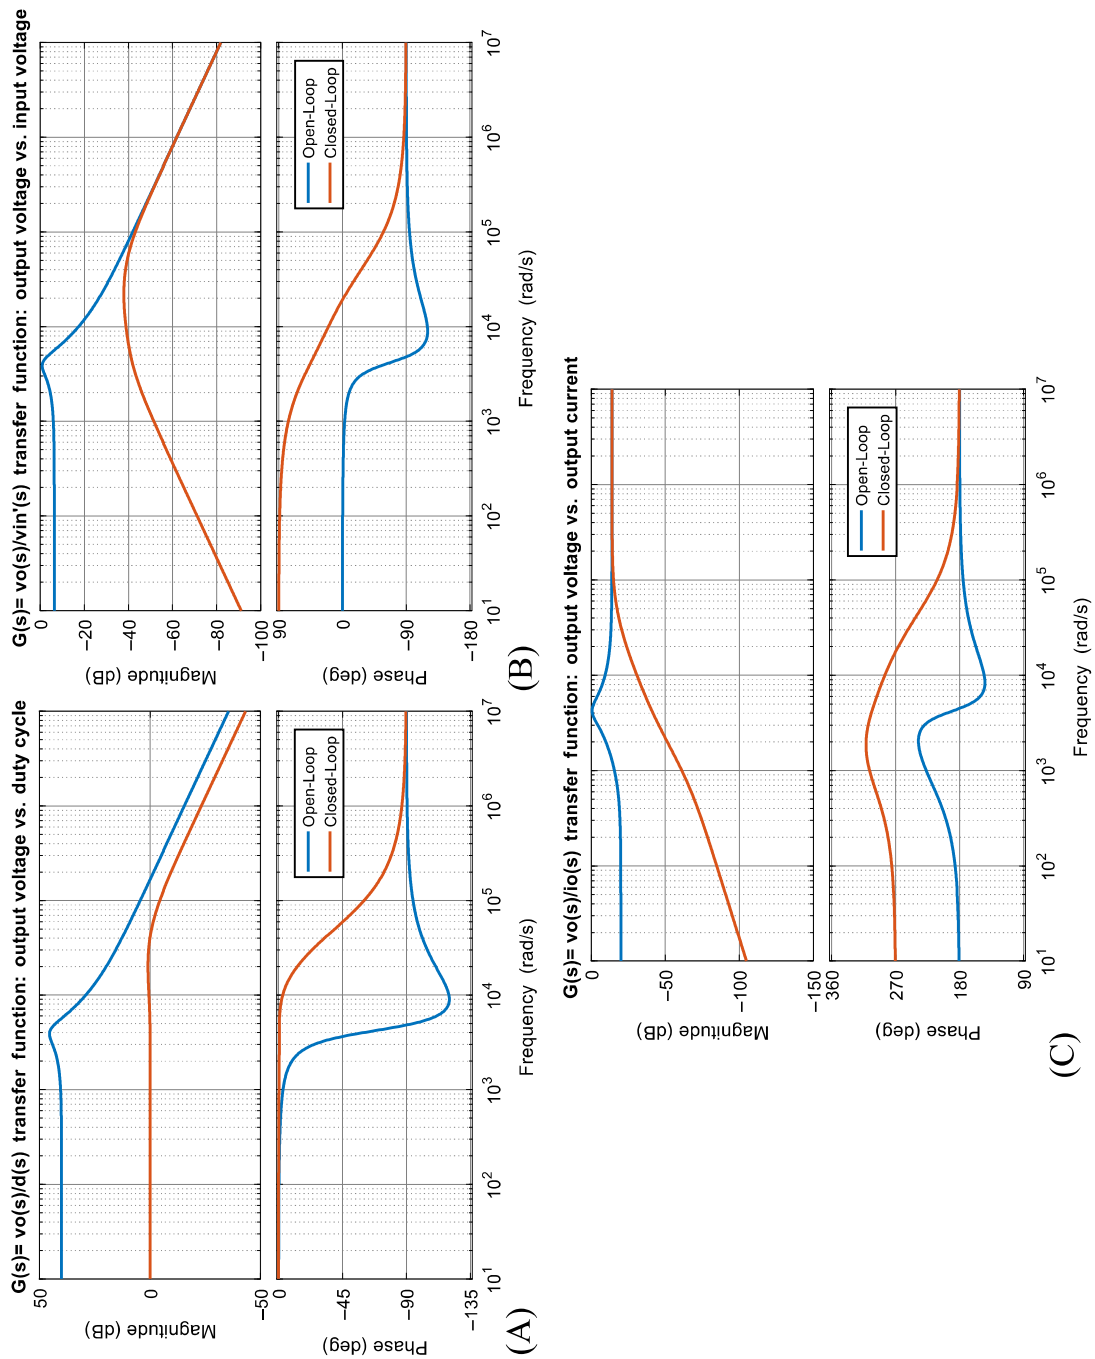 G(s)= vo(s)/d(s) transfer function: output voltage vs. duty cycle
Magnitude (dB)
50
0
−50
Phase (deg)
0
−45
−90
−135
Open-Loop
Closed-Loop
10^1 10^2 10^3 10^4 10^5 10^6 10^7
Frequency (rad/s)
(A)
G(s)= vo(s)/vin'(s) transfer function: output voltage vs. input voltage
Magnitude (dB)
0
−20
−40
−60
−80
−100
Phase (deg)
90
0
−90
−180
Open-Loop
Closed-Loop
10^1 10^2 10^3 10^4 10^5 10^6 10^7
Frequency (rad/s)
(B)
G(s)= vo(s)/io(s) transfer function: output voltage vs. output current
Magnitude (dB)
0
−50
−100
−150
Phase (deg)
360
270
180
90
Open-Loop
Closed-Loop
10^1 10^2 10^3 10^4 10^5 10^6 10^7
Frequency (rad/s)
(C)